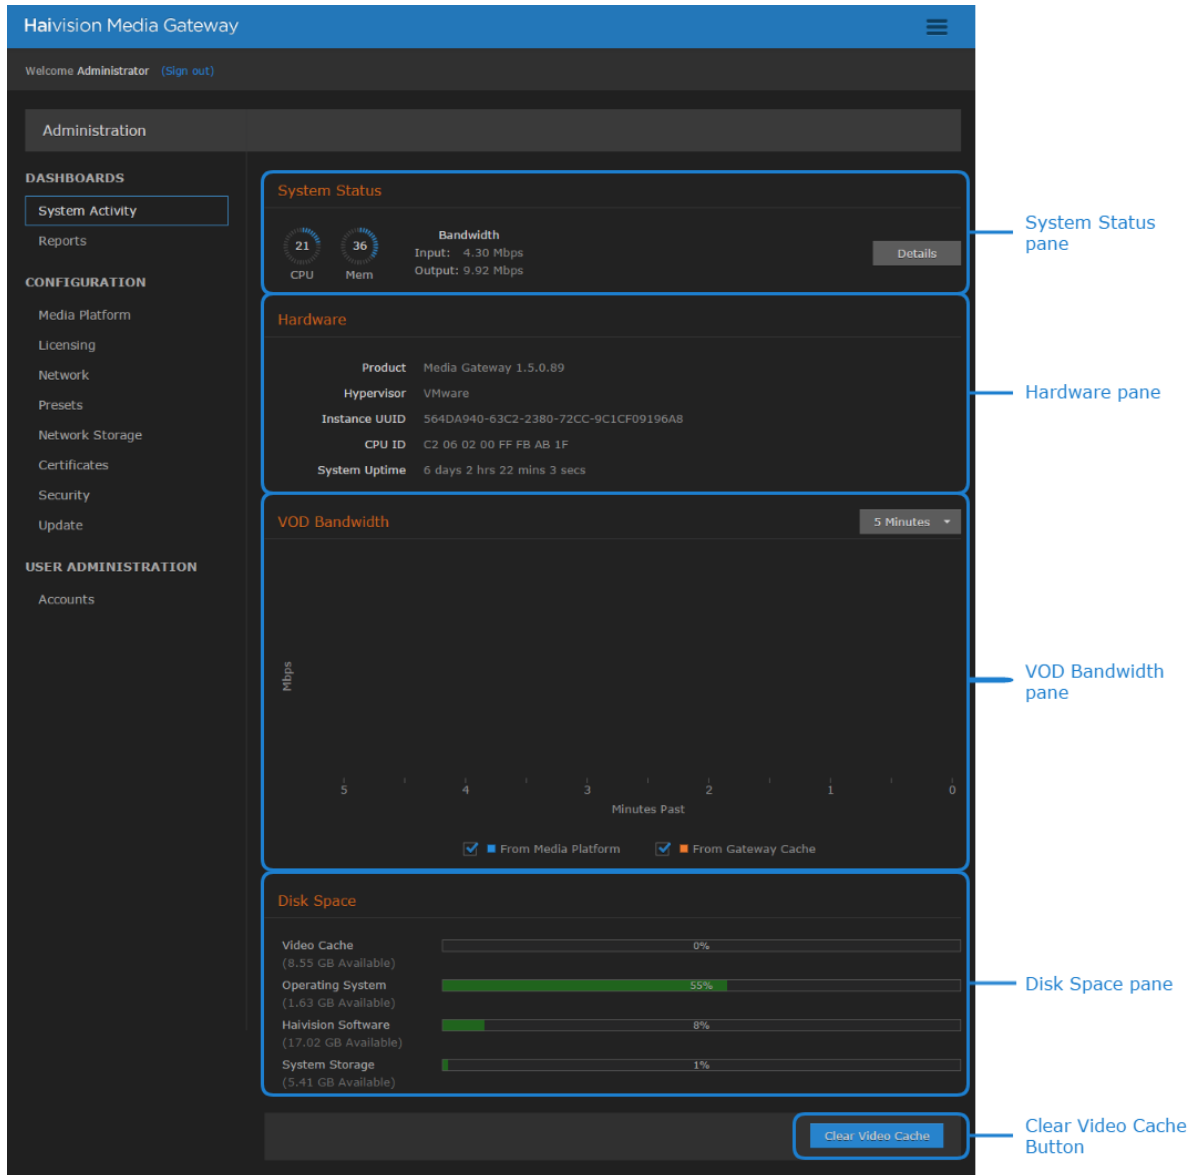 Haivision Media Gateway
Welcome Administrator (Sign out)
Administration
DASHBOARDS
System Activity
Reports
CONFIGURATION
Media Platform
Licensing
Network
Presets
Network Storage
Certificates
Security
Update
USER ADMINISTRATION
Accounts
System Status
21
CPU
36
Mem
Bandwidth
Input: 4.30 Mbps
Output: 9.92 Mbps
Details
System Status
pane
Hardware
Product Media Gateway 1.5.0.89
Hypervisor VMware
Instance UUID 564DA940-63C2-2380-72CC-9C1CF09196A8
CPU ID C2 06 02 00 FF FB AB 1F
System Uptime 6 days 2 hrs 22 mins 3 secs
Hardware pane
VOD Bandwidth
5 Minutes
Mbps
5 4 3 2 1 0
Minutes Past
From Media Platform From Gateway Cache
VOD Bandwidth
pane
Disk Space
Video Cache 0%
(8.55 GB Available)
Operating System 55%
(1.63 GB Available)
Haivision Software 8%
(17.02 GB Available)
System Storage 1%
(5.41 GB Available)
Disk Space pane
Clear Video Cache
Clear Video Cache
Button